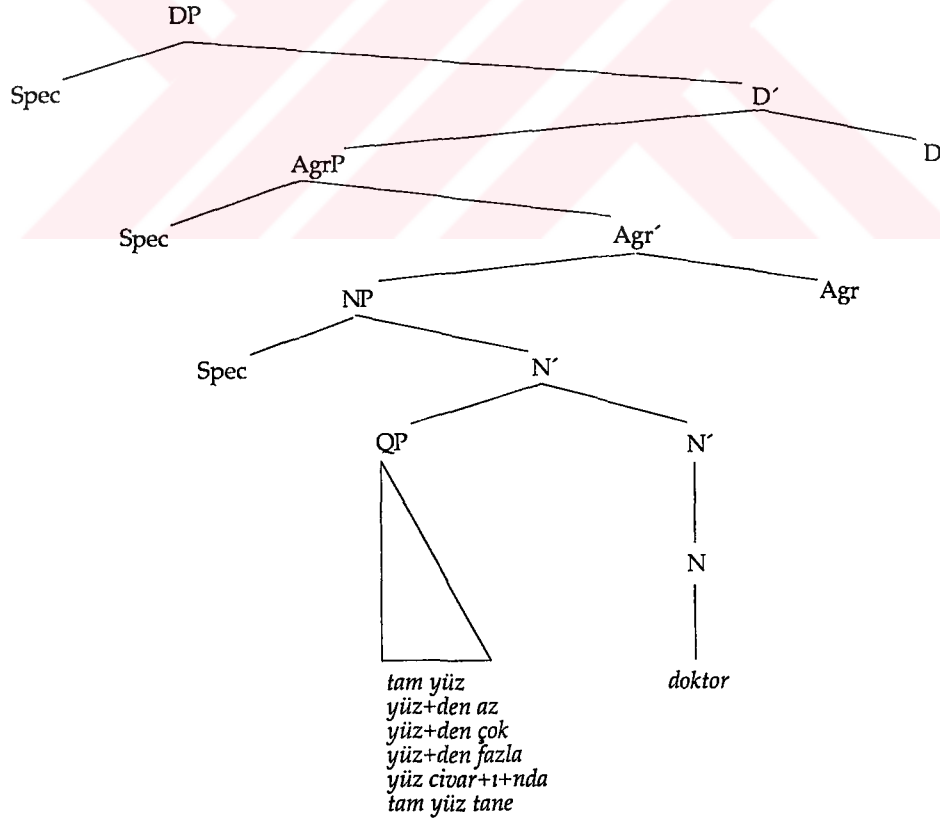 DP
Spec
D´
AgrP
D
Spec
Agr´
NP
Agr
Spec
N´
QP
N´
N
tam yüz
doktor
yüz+den az
yüz+den çok
yüz+den fazla
yüz civar+ı+nda
tam yüz tane